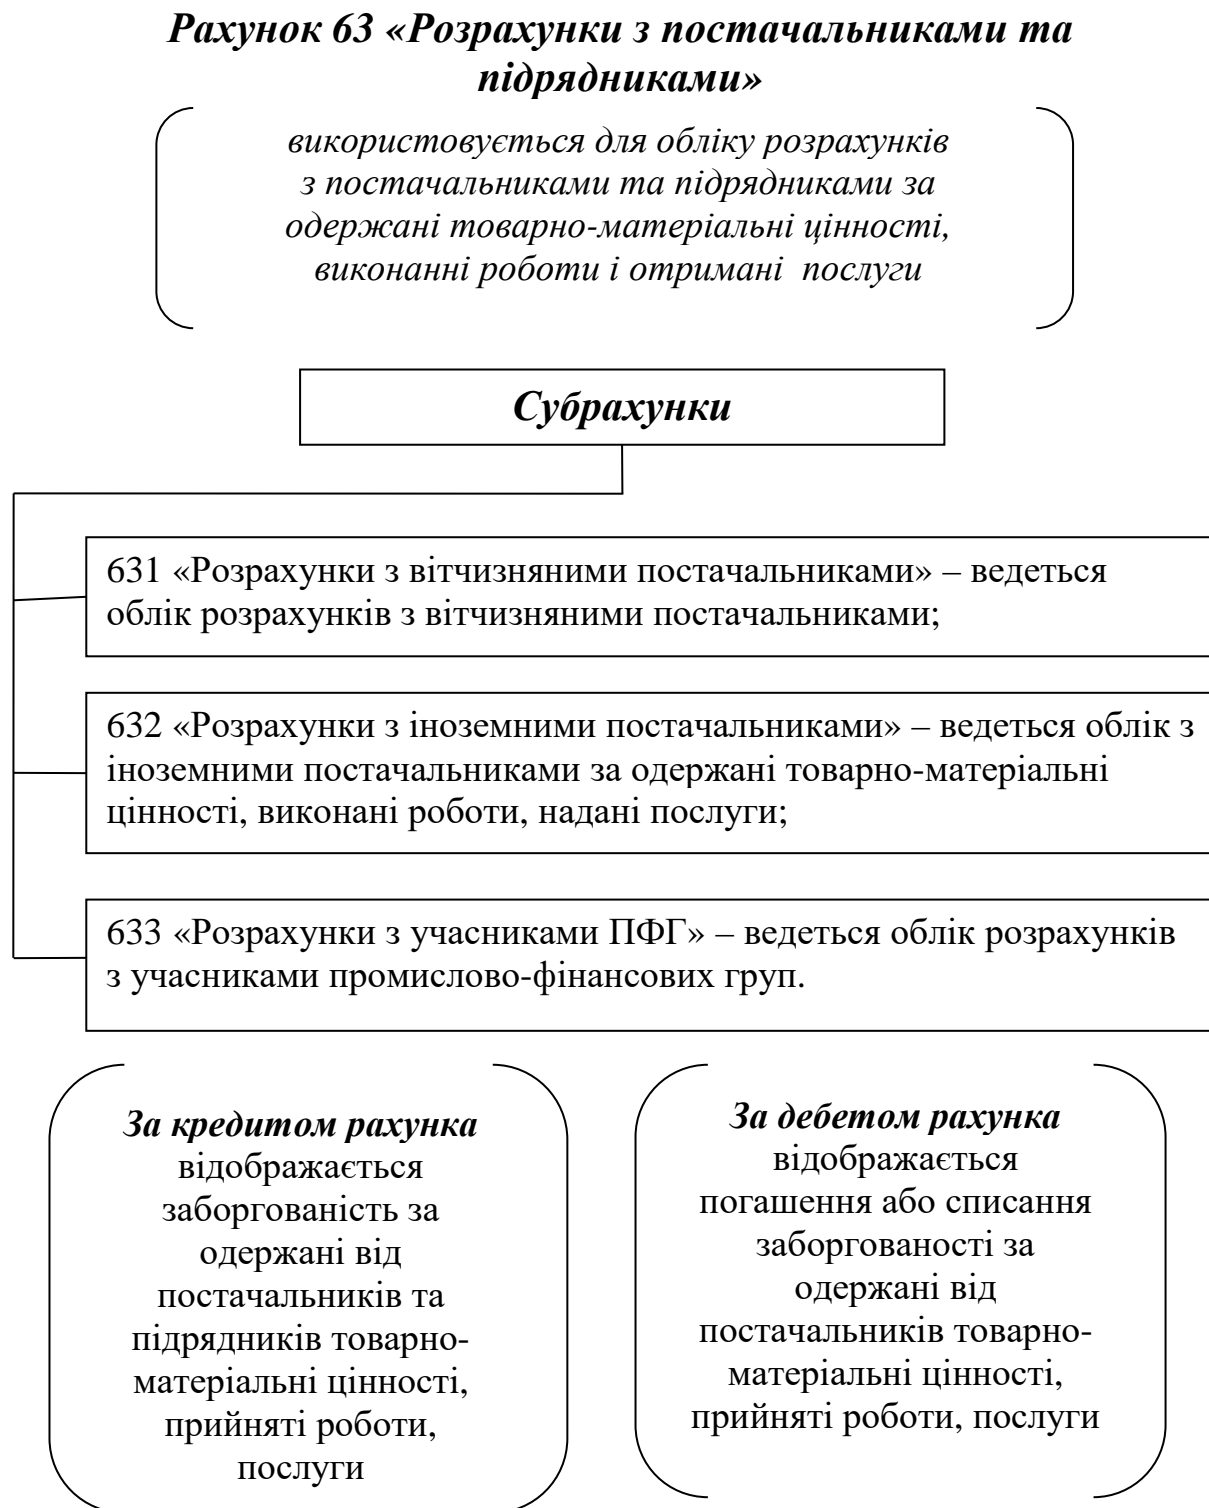 Рахунок 63 «Розрахунки з постачальниками та
підрядниками»
використовується для обліку розрахунків
з постачальниками та підрядниками за
одержані товарно-матеріальні цінності,
виконанні роботи і отримані послуги
Субрахунки
631 «Розрахунки з вітчизняними постачальниками» – ведеться
облік розрахунків з вітчизняними постачальниками;
632 «Розрахунки з іноземними постачальниками» – ведеться облік з
іноземними постачальниками за одержані товарно-матеріальні
цінності, виконані роботи, надані послуги;
633 «Розрахунки з учасниками ПФГ» – ведеться облік розрахунків
з учасниками промислово-фінансових груп.
За кредитом рахунка
відображається
заборгованість за
одержані від
постачальників та
підрядників товарно-
матеріальні цінності,
прийняті роботи,
послуги
За дебетом рахунка
відображається
погашення або списання
заборгованості за
одержані від
постачальників товарно-
матеріальні цінності,
прийняті роботи, послуги